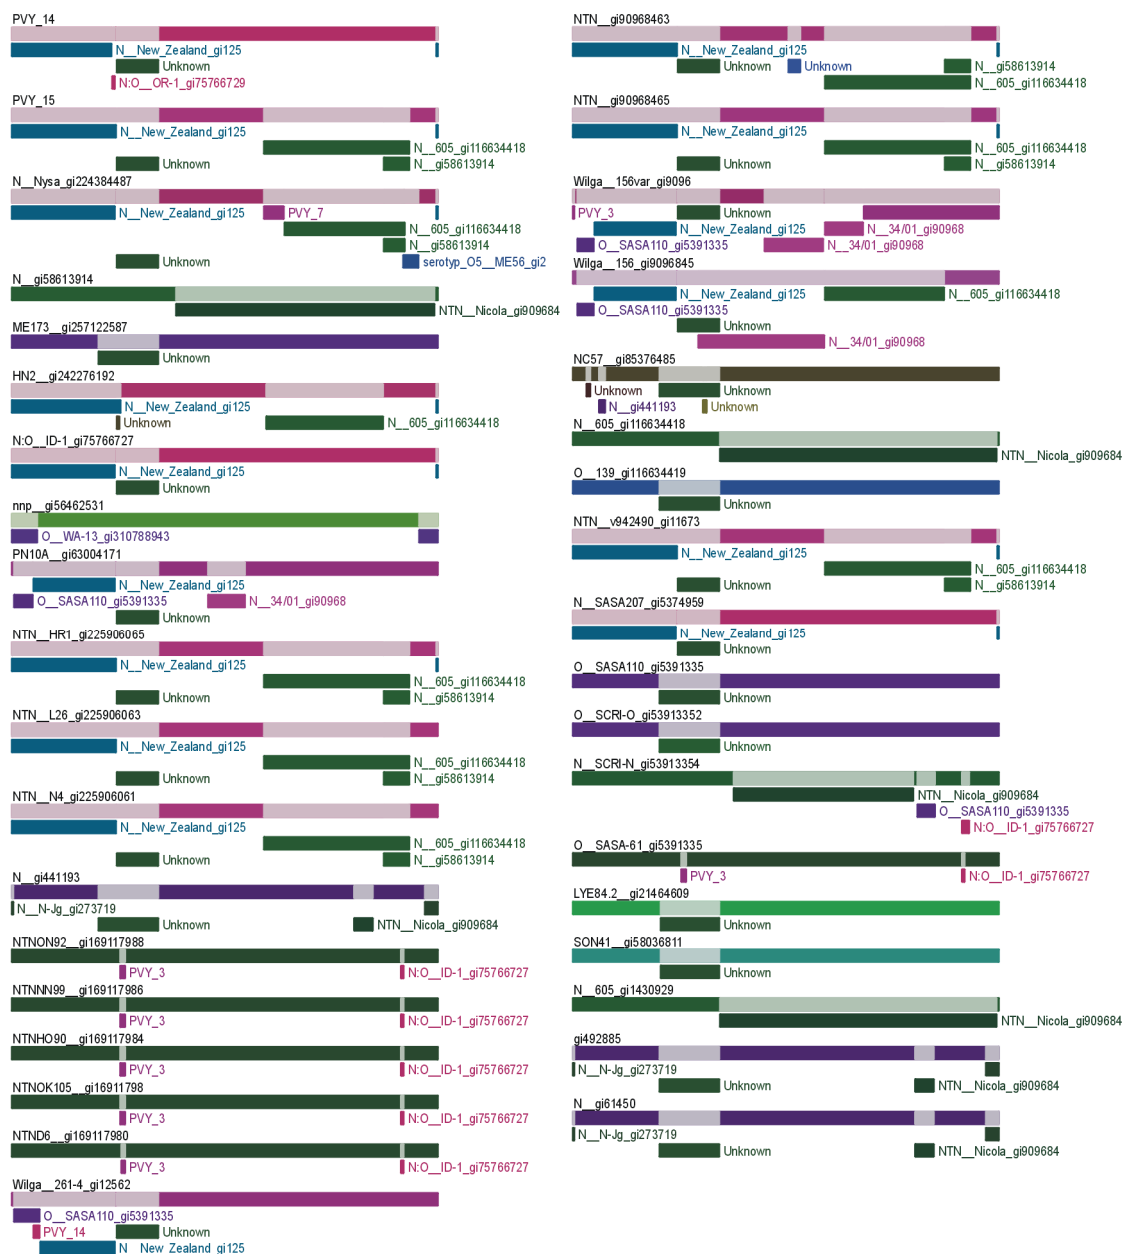 PVY_14
N__New_Zealand_gi125
Unknown
N:O__OR-1_gi75766729
PVY_15
N__New_Zealand_gi125
N__605_gi116634418
Unknown
N__gi58613914
N__Nysa_gi224384487
N__New_Zealand_gi125
PVY_7
N__605_gi116634418
N__gi58613914
Unknown
serotyp_O5__ME56_gi2
N__gi58613914
NTN__Nicola_gi909684
ME173__gi257122587
Unknown
HN2__gi242276192
N__New_Zealand_gi125
Unknown
N__605_gi116634418
N:O__ID-1_gi75766727
N__New_Zealand_gi125
Unknown
nnp__gi56462531
O__WA-13_gi310788943
PN10A__gi63004171
N__New_Zealand_gi125
O__SASA110_gi5391335
N__34/01_gi90968
Unknown
NTN__HR1_gi225906065
N__New_Zealand_gi125
N__605_gi116634418
Unknown
N__gi58613914
NTN__L26_gi225906063
N__New_Zealand_gi125
N__605_gi116634418
Unknown
N__gi58613914
NTN__N4_gi225906061
N__New_Zealand_gi125
N__605_gi116634418
Unknown
N__gi58613914
N__gi441193
N__N-Jg_gi273719
Unknown
NTN__Nicola_gi909684
NTNON92__gi169117988
PVY_3
N:O__ID-1_gi75766727
NTNNN99__gi169117986
PVY_3
N:O__ID-1_gi75766727
NTNHO90__gi169117984
PVY_3
N:O__ID-1_gi75766727
NTNOK105__gi16911798
PVY_3
N:O__ID-1_gi75766727
NTND6__gi169117980
PVY_3
N:O__ID-1_gi75766727
Wilga__261-4_gi12562
O__SASA110_gi5391335
PVY_14
Unknown
N__New_Zealand_gi125
NTN__gi90968463
N__New_Zealand_gi125
Unknown
Unknown
N__gi58613914
N__605_gi116634418
NTN__gi90968465
N__New_Zealand_gi125
N__605_gi116634418
Unknown
N__gi58613914
Wilga__156var_gi9096
PVY_3
Unknown
N__New_Zealand_gi125
N__34/01_gi90968
O__SASA110_gi5391335
N__34/01_gi90968
Wilga__156_gi9096845
N__New_Zealand_gi125
N__605_gi116634418
O__SASA110_gi5391335
Unknown
N__34/01_gi90968
NC57__gi85376485
Unknown
Unknown
N__gi441193
Unknown
N__605_gi116634418
NTN__Nicola_gi909684
O__139_gi116634419
Unknown
NTN__v942490_gi11673
N__New_Zealand_gi125
N__605_gi116634418
Unknown
N__gi58613914
N__SASA207_gi5374959
N__New_Zealand_gi125
Unknown
O__SASA110_gi5391335
Unknown
O__SCRI-O_gi53913352
Unknown
N__SCRI-N_gi53913354
NTN__Nicola_gi909684
O__SASA110_gi5391335
N:O__ID-1_gi75766727
O__SASA-61_gi5391335
PVY_3
N:O__ID-1_gi75766727
LYE84.2__gi21464609
Unknown
SON41__gi58036811
Unknown
N__605_gi1430929
NTN__Nicola_gi909684
gi492885
N__N-Jg_gi273719
Unknown
NTN__Nicola_gi909684
N__gi61450
N__N-Jg_gi273719
Unknown
NTN__Nicola_gi909684